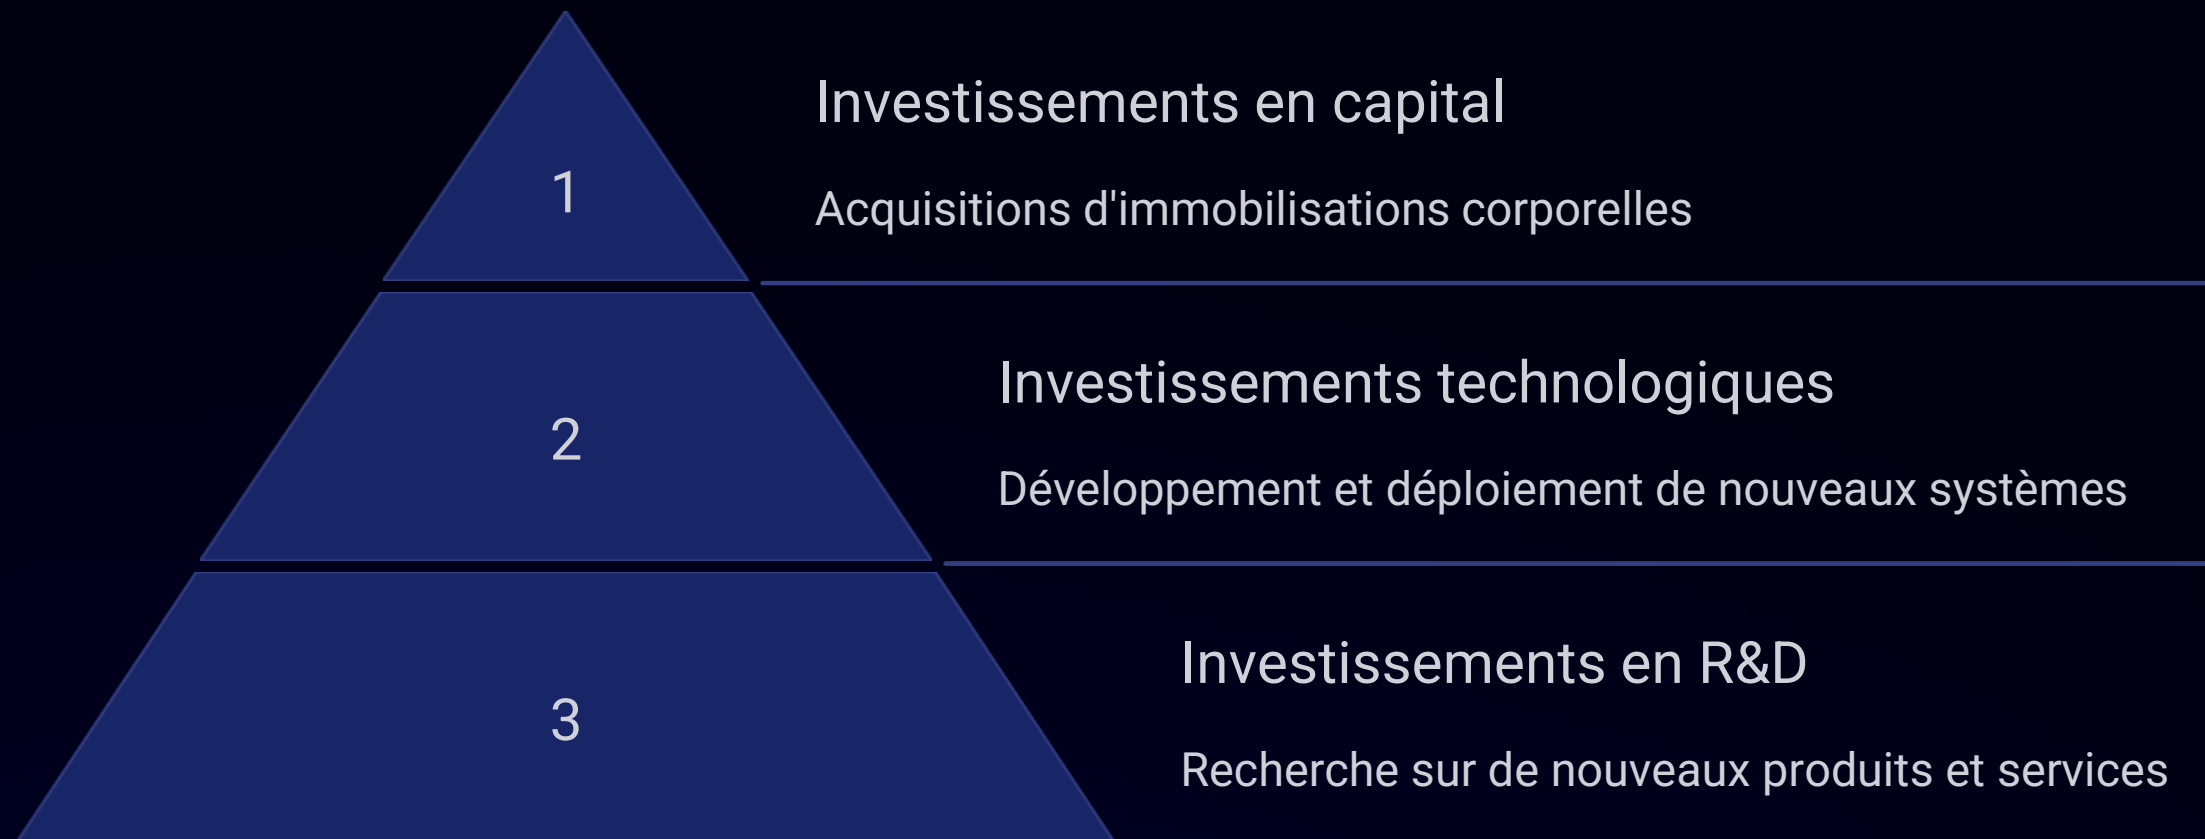 1
Investissements en capital
Acquisitions d'immobilisations corporelles
2
Investissements technologiques
Développement et déploiement de nouveaux systèmes
3
Investissements en R&D
Recherche sur de nouveaux produits et services